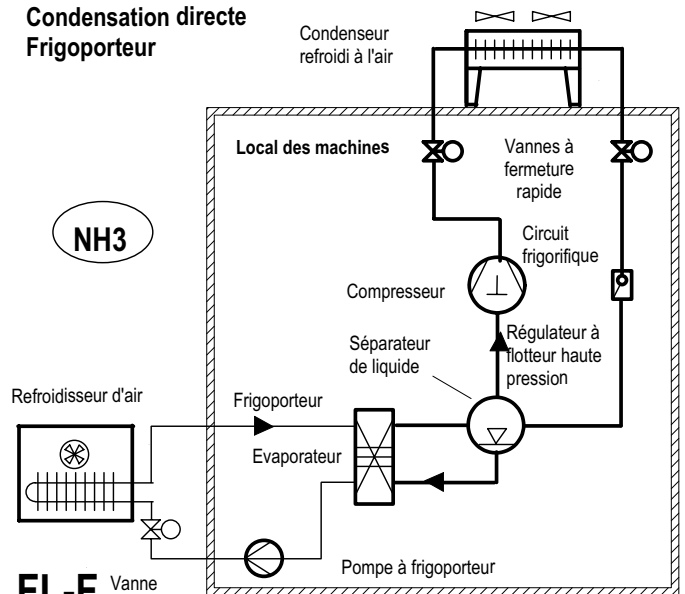 Condensation directe
Frigoporteur
Condenseur
refroidi à l'air
Local des machines
Vannes à
fermeture
rapide
NH3
Circuit
frigorifique
Compresseur
Séparateur
de liquide
Régulateur à
flotteur haute
pression
Refroidisseur d'air
Frigoporteur
Evaporateur
Pompe à frigoporteur
Vanne